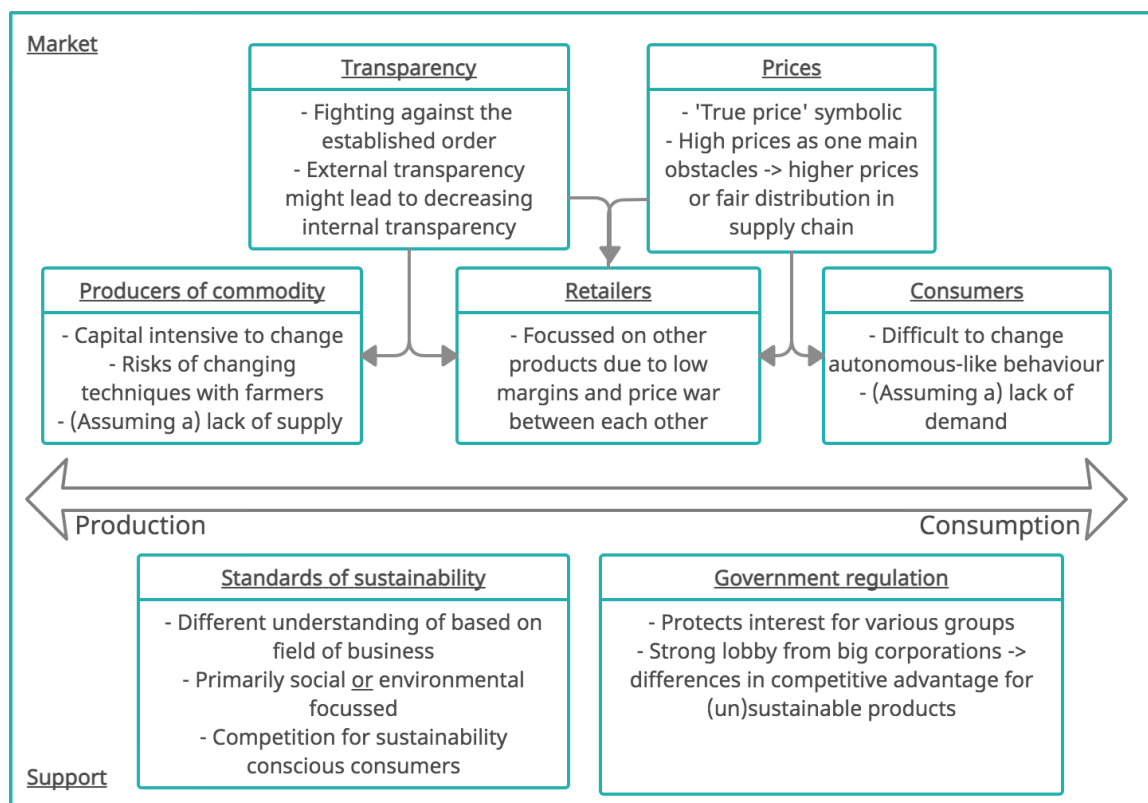 Market
Transparency
- Fighting against the
established order
- External transparency
might lead to decreasing
internal transparency
Prices
- 'True price' symbolic
- High prices as one main
obstacles -> higher prices
or fair distribution in
supply chain
Producers of commodity
- Capital intensive to change
- Risks of changing
techniques with farmers
- (Assuming a) lack of supply
Retailers
- Focussed on other
products due to low
margins and price war
between each other
Consumers
- Difficult to change
autonomous-like behaviour
- (Assuming a) lack of
demand
Production
Consumption
Standards of sustainability
- Different understanding of based on
field of business
- Primarily social or environmental
focussed
- Competition for sustainability
conscious consumers
Government regulation
- Protects interest for various groups
- Strong lobby from big corporations ->
differences in competitive advantage for
(un)sustainable products
Support